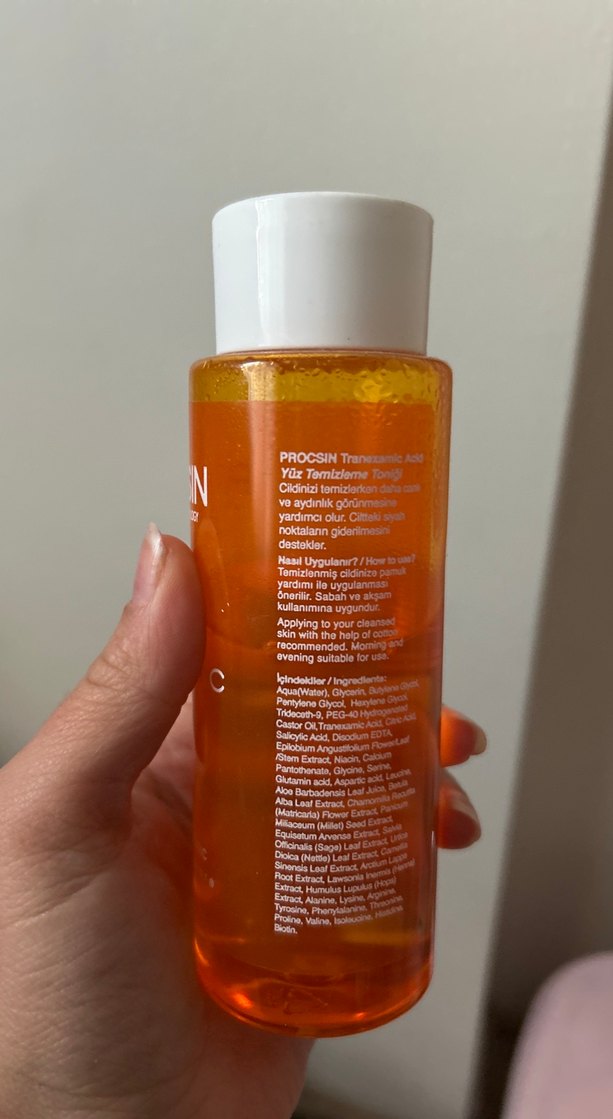 SIN
PROCSIN Tranexamic Acid
Yüz Temizleme Toniği
Cildinizi temizlerken daha canlı
ve aydınlık görünmesine
yardımcı olur. Ciltteki siyah
noktaların giderilmesini
destekler.
Nasıl Uygulanır? / How to use?
Temizlenmiş cildinize pamuk
yardımı ile uygulanması
önerilir. Sabah ve akşam
kullanımına uygundur.
Applying to your cleansed
skin with the help of cotton
recommended. Morning and
evening suitable for use.
C
İçindekiler / Ingredients:
Aqua(Water), Glycerin, Butylene Glycol,
Pentylene Glycol, Hexylene Glycol,
Trideceth-9, PEG-40 Hydrogenated
Castor Oil,Tranexamic Acid, Citric Acid,
Salicylic Acid, Disodium EDTA,
Epilobium Angustifolium Flower/Leaf
/Stem Extract, Niacin, Calcium
Pantothenate, Glycine, Serine,
Glutamin acid, Aspartic acid, Leucine,
Aloe Barbadensis Leaf Juice, Betula
Alba Leaf Extract, Chamomilla Recutita
(Matricaria) Flower Extract, Panicum
Miliaceum (Millet) Seed Extract,
Equisetum Arvense Extract, Salvia
Officinalis (Sage) Leaf Extract, Urtica
Dioica (Nettle) Leaf Extract, Camellia
Sinensis Leaf Extract, Arctium Lappa
Root Extract, Lawsonia Inermis (Henna)
Extract, Humulus Lupulus (Hops)
Extract, Alanine, Lysine, Arginine,
Tyrosine, Phenylalanine, Threonine,
Proline, Valine, Isoleucine, Histidine,
Biotin.